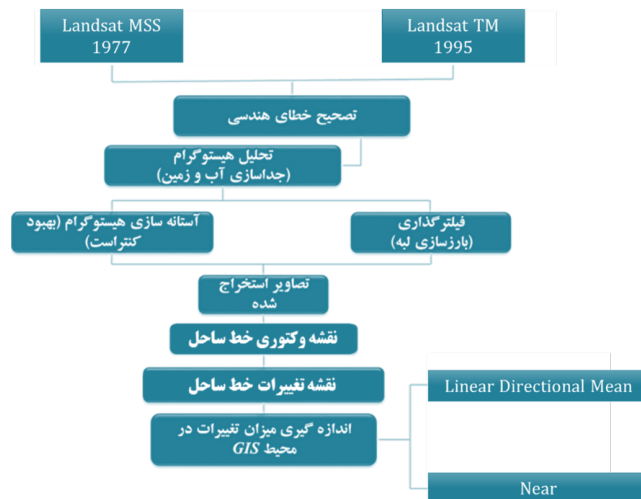 Landsat MSS
1977
Landsat TM
1995
تصحیح خطای هندسی
تحلیل هیستوگرام
(جداسازی آب و زمین)
آستانه سازی هیستوگرام (بهبود
کنتراست)
فیلترگذاری
(بارزسازی لبه)
تصاویر استخراج
شده
نقشه وکتوری خط ساحل
نقشه تغییرات خط ساحل
اندازه گیری میزان تغییرات در
محیط GIS
Linear Directional Mean
Near